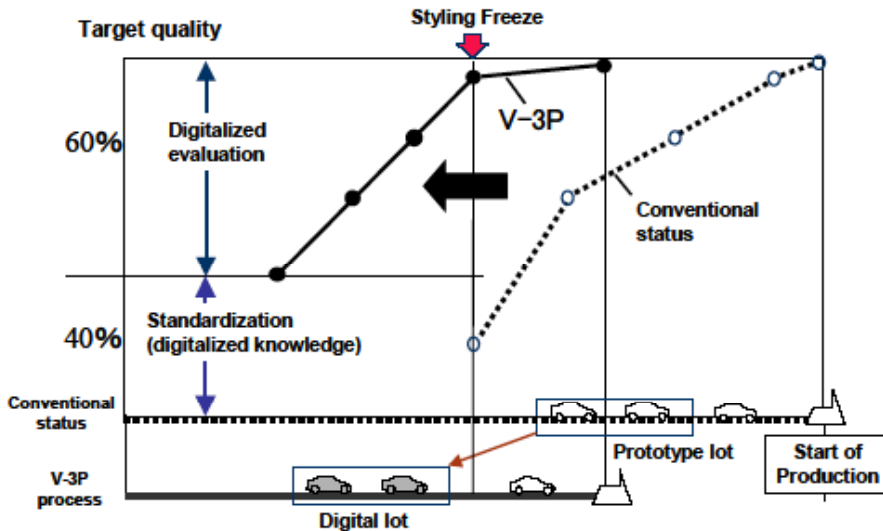 Styling Freeze
Target quality
V-3P
60%
Digitalized
evaluation
Conventional
status
Standardization
(digitalized knowledge)
40%
Conventional
status
Prototype lot
Start of
Production
V-3P
process
Digital lot